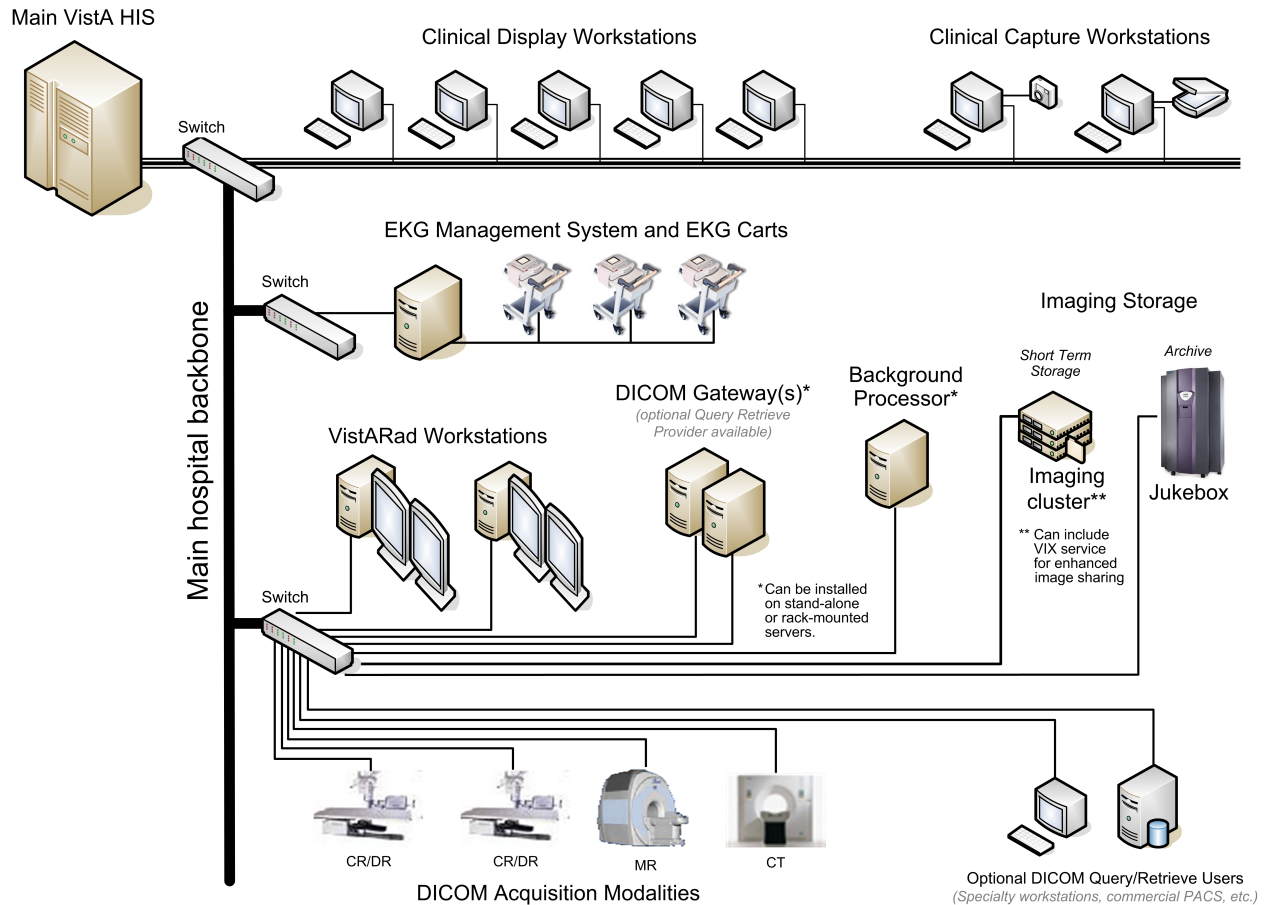 Main VistA HIS
Clinical Display Workstations
Clinical Capture Workstations
Switch
EKG Management System and EKG Carts
Switch
Main hospital backbone
Imaging Storage
Short Term
Storage
Archive
DICOM Gateway(s)*
(optional Query Retrieve
Provider available)
Background
Processor*
VistARad Workstations
Imaging
cluster**
Jukebox
** Can include
VIX service
for enhanced
image sharing
* Can be installed
on stand-alone
or rack-mounted
servers.
Switch
CR/DR
CR/DR
MR
CT
DICOM Acquisition Modalities
Optional DICOM Query/Retrieve Users
(Specialty workstations, commercial PACS, etc.)